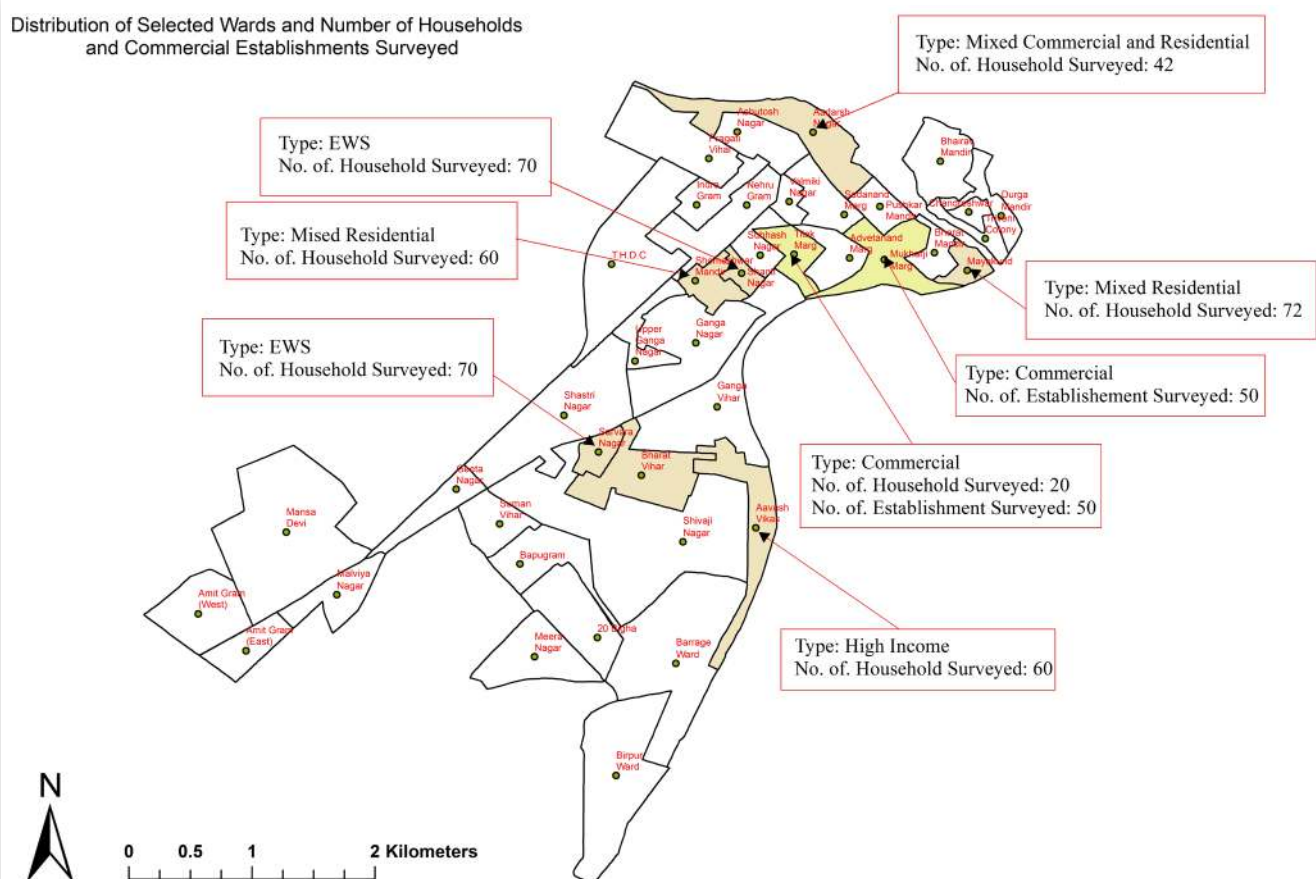 Distribution of Selected Wards and Number of Households
and Commercial Establishments Surveyed
Type: Mixed Commercial and Residential
No. of. Household Surveyed: 42
Type: EWS
No. of. Household Surveyed: 70
Type: Mised Residential
No. of. Household Surveyed: 60
Type: EWS
No. of. Household Surveyed: 70
Type: Mixed Residential
No. of. Household Surveyed: 72
Type: Commercial
No. of. Establishement Surveyed: 50
Type: Commercial
No. of. Household Surveyed: 20
No. of. Establishment Surveyed: 50
Type: High Income
No. of. Household Surveyed: 60
Ashutosh
Nagar
Aadarsh
Nagar
Pragati
Vihar
Bhairav
Mandir
Indra
Gram
Nehru
Gram
Valmiki
Nagar
Sadanand
Marg
Pushkar
Mandir
Chandreshwar
Durga
Mandir
Triveni
Colony
T.H.D.C
Subhash
Nagar
Tilak
Marg
Advetanand
Marg
Mukharji
Marg
Bharat
Mandir
Mayakund
Mandir
Shanti
Nagar
Upper
Ganga
Nagar
Ganga
Nagar
Ganga
Vihar
Shastri
Nagar
Nagar
Bharat
Vihar
Geeta
Nagar
Suman
Vihar
Shivaji
Nagar
Vikas
Mansa
Devi
Bapugram
Malviya
Nagar
Amit Gram
(West)
Amit Gram
(East)
Meera
Nagar
20 Bigha
Barrage
Ward
Birpur
Ward
N
0 0.5 1 2 Kilometers